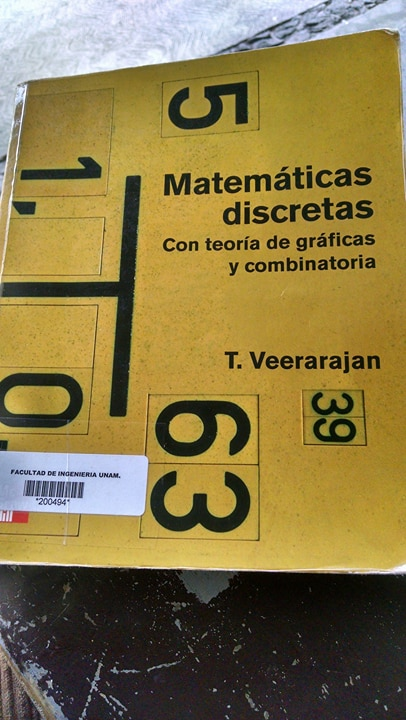 5
1,
Matemáticas
discretas
Con teoría de gráficas
y combinatoria
T. Veerarajan
39
63
0
FACULTAD DE INGENIERIA UNAM.
*200494*